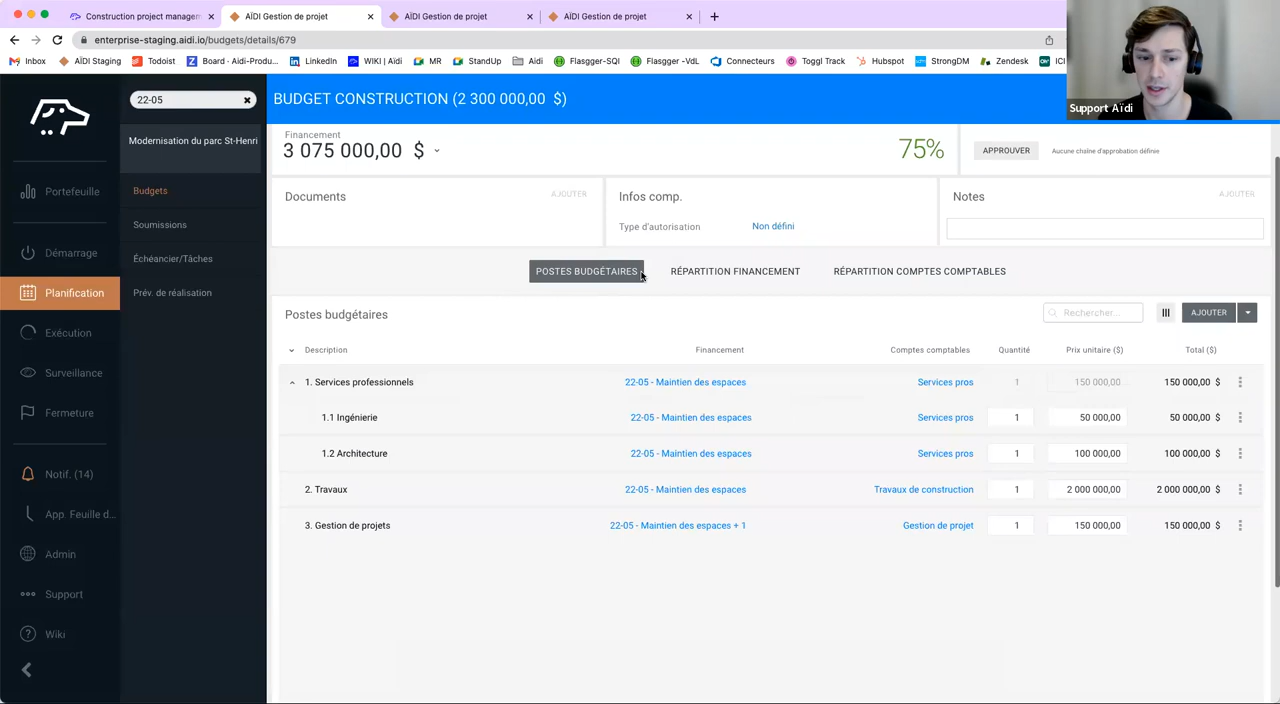 Construction project managem
AÏDI Gestion de projet
AÏDI Gestion de projet
AÏDI Gestion de projet
enterprise-staging.aidi.io/budgets/details/679
Inbox
AÏDI Staging
Todoist
Board - Aidi-Produ...
LinkedIn
WIKI | Aïdi
MR
StandUp
Aidi
Flasgger-SQI
Flasgger -VdL
Connecteurs
Toggl Track
Hubspot
StrongDM
Zendesk
ICI
Support Aïdi
22-05
Modernisation du parc St-Henri
Budgets
Soumissions
Échéancier/Tâches
Prév. de réalisation
Portefeuille
Démarrage
Planification
Exécution
Surveillance
Fermeture
Notif. (14)
App. Feuille d...
Admin
Support
Wiki
BUDGET CONSTRUCTION (2 300 000,00 $)
Financement
3 075 000,00 $
75%
APPROUVER
Aucune chaîne d'approbation définie
Documents
AJOUTER
Infos comp.
Type d'autorisation
Non défini
Notes
AJOUTER
POSTES BUDGÉTAIRES
RÉPARTITION FINANCEMENT
RÉPARTITION COMPTES COMPTABLES
Postes budgétaires
Rechercher...
AJOUTER
Description Financement Comptes comptables Quantité Prix unitaire ($) Total ($)
1. Services professionnels 22-05 - Maintien des espaces Services pros 1 150 000,00 150 000,00 $
1.1 Ingénierie 22-05 - Maintien des espaces Services pros 1 50 000,00 50 000,00 $
1.2 Architecture 22-05 - Maintien des espaces Services pros 1 100 000,00 100 000,00 $
2. Travaux 22-05 - Maintien des espaces Travaux de construction 1 2 000 000,00 2 000 000,00 $
3. Gestion de projets 22-05 - Maintien des espaces + 1 Gestion de projet 1 150 000,00 150 000,00 $